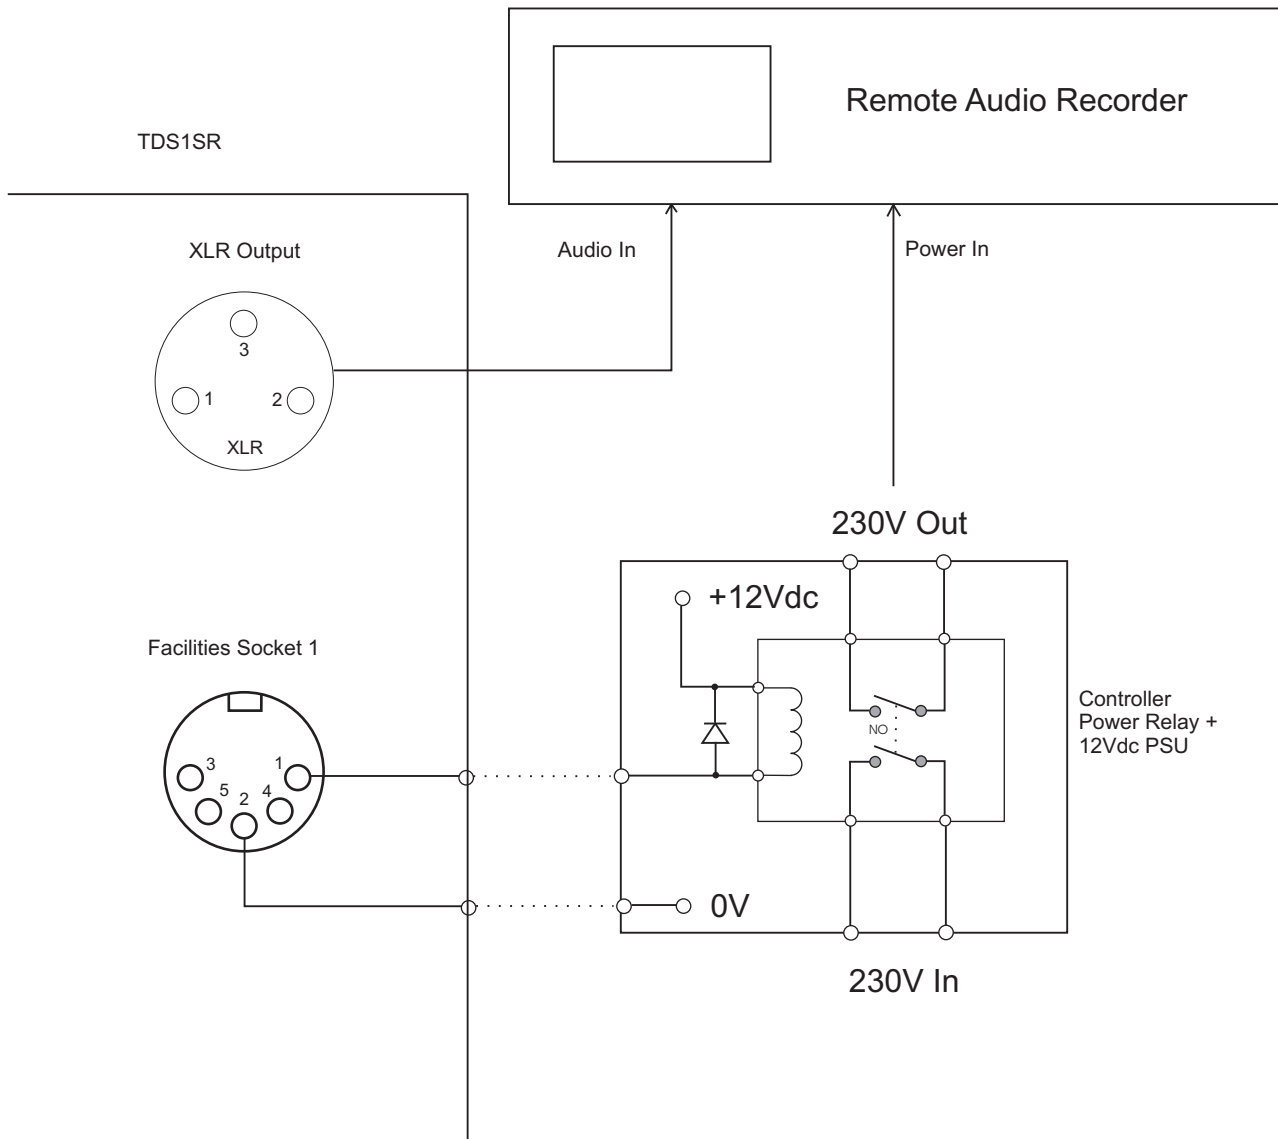 Remote Audio Recorder
TDS1SR
XLR Output
Audio In
Power In
3
1
2
XLR
230V Out
+12Vdc
Facilities Socket 1
Controller
Power Relay +
12Vdc PSU
NO
3
1
5
2
4
0V
230V In